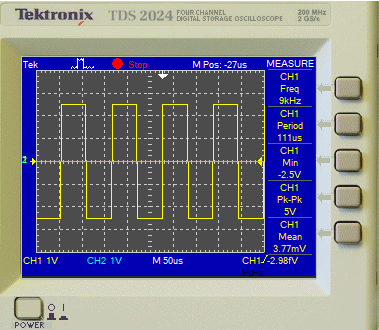 Tektronix TDS 2024 FOUR CHANNEL DIGITAL STORAGE OSCILLOSCOPE 200 MHz 2 GS/s
Tek Stop M Pos: -27us MEASURE
CH1
Freq
9kHz
CH1
Period
111us
CH1
Min
-2.5V
CH1
Pk-Pk
5V
CH1
Mean
3.77mV
CH1 1V CH2 1V M 50us CH1 -2.98fV
POWER